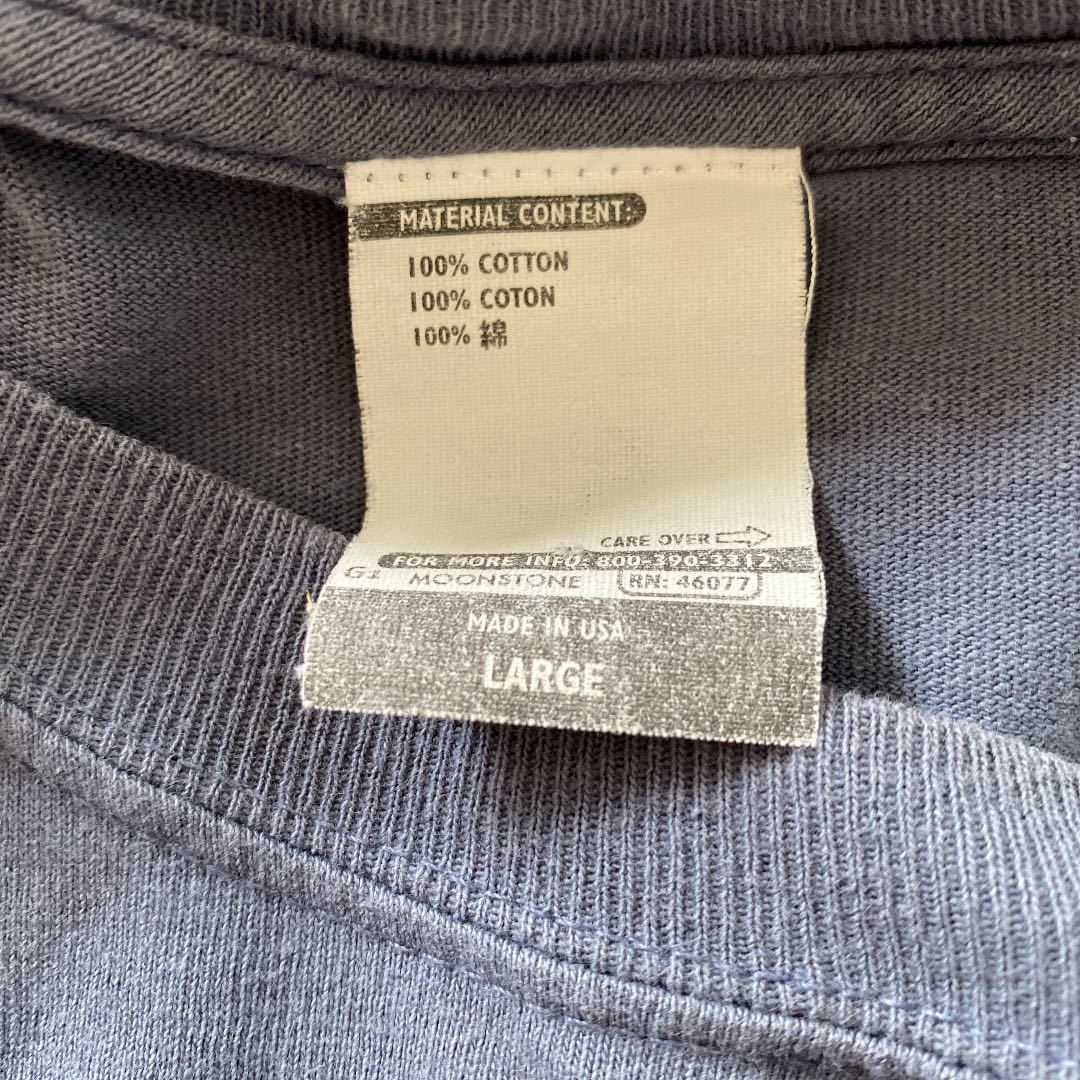 MATERIAL CONTENT:
100% COTTON
100% COTON
100% 綿
CARE OVER
FOR MORE INFO: 800-390-3312
G1 MOONSTONE RN: 46077
MADE IN USA
LARGE